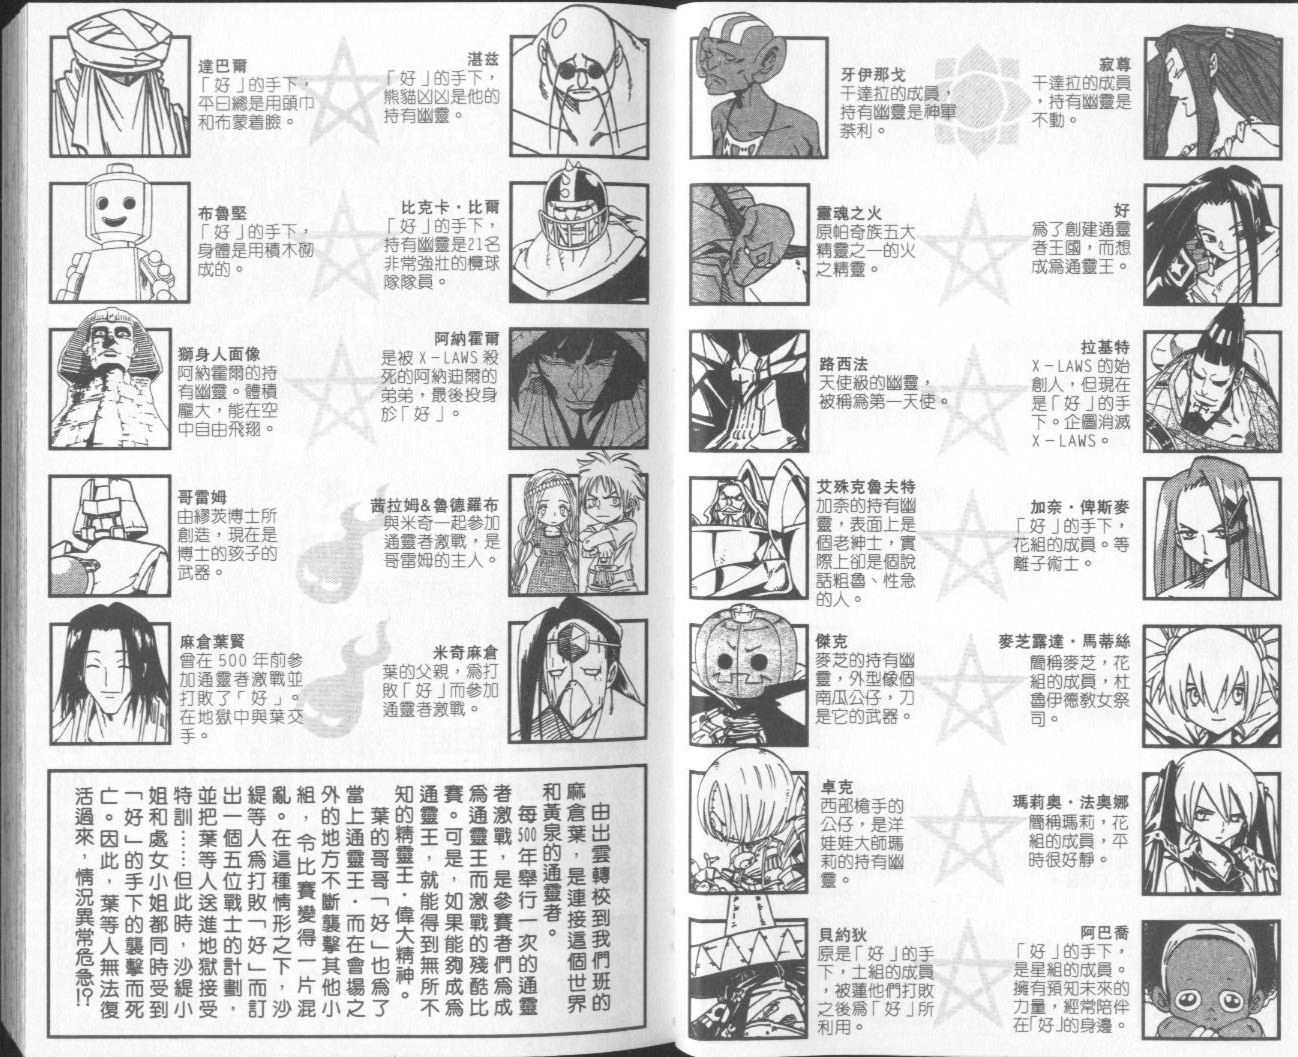 寂尊
干達拉的成員
，持有幽靈是
不動。
牙伊那戈
干達拉的成員，
持有幽靈是神軍
荼利。
好
爲了創建通靈
者王國，而想
成爲通靈王。
靈魂之火
原帕奇族五大
精靈之一的火
之精靈。
拉基特
X－LAWS 的始
創人，但現在
是「好」的手
下。企圖消滅
X－LAWS。
路西法
天使級的幽靈，
被稱爲第一天使。
加奈・俾斯麥
「好」的手下，
花組的成員。等
離子術士。
艾殊克魯夫特
加奈的持有幽
靈，表面上是
個老紳士，實
際上卻是個說
話粗魯、性急
的人。
麥芝露達・馬蒂絲
簡稱麥芝，花
組的成員，杜
魯伊德教女祭
司。
傑克
麥芝的持有幽
靈，外型像個
南瓜公仔，刀
是它的武器。
瑪莉奥・法奥娜
簡稱瑪莉，花
組的成員，平
時很好靜。
卓克
西部槍手的
公仔，是洋
娃娃大師瑪
莉的持有幽
靈。
阿巴喬
「好」的手下，
是星組的成員。
擁有預知未來的
力量，經常陪伴
在「好」的身邊。
貝約狄
原是「好」的手
下，土組的成員
，被蓮他們打敗
之後爲「好」所
利用。
湛兹
「好」的手下，
熊貓凶凶是他的
持有幽靈。
達巴爾
「好」的手下，
平日總是用頭巾
和布蒙着臉。
比克卡・比爾
「好」的手下，
持有幽靈是21名
非常強壯的欖球
隊隊員。
布魯堅
「好」的手下，
身體是用積木砌
成的。
阿納霍爾
是被 X－LAWS 殺
死的阿納迪爾的
弟弟，最後投身
於「好」。
獅身人面像
阿納霍爾的持
有幽靈。體積
龐大，能在空
中自由飛翔。
茜拉姆&魯德羅布
與米奇一起參加
通靈者激戰，是
哥雷姆的主人。
哥雷姆
由繆茨博士所
創造，現在是
博士的孩子的
武器。
米奇麻倉
葉的父親，爲打
敗「好」而參加
通靈者激戰。
麻倉葉賢
曾在 500 年前參
加通靈者激戰並
打敗了「好」。
在地獄中與葉交
手。
由出雲轉校到我們班的
麻倉葉，是連接這個世界
和黃泉的通靈者。
每500年舉行一次的通靈
者激戰，是參賽者們爲成
爲通靈王而激戰的殘酷比
賽。可是，如果能夠成爲
通靈王，就能得到無所不
知的精靈王・偉大精神。
葉的哥哥「好」也爲了
當上通靈王・而在會場之
外的地方不斷襲擊其他小
組，令比賽變得一片混
亂。在這種情形之下，沙
緹等人爲打敗「好」而訂
出一個五位戰士的計劃，
並把葉等人送進地獄接受
特訓……但此時，沙緹小
姐和處女小姐都同時受到
「好」的手下的襲擊而死
亡。因此，葉等人無法復
活過來，情況異常危急!?